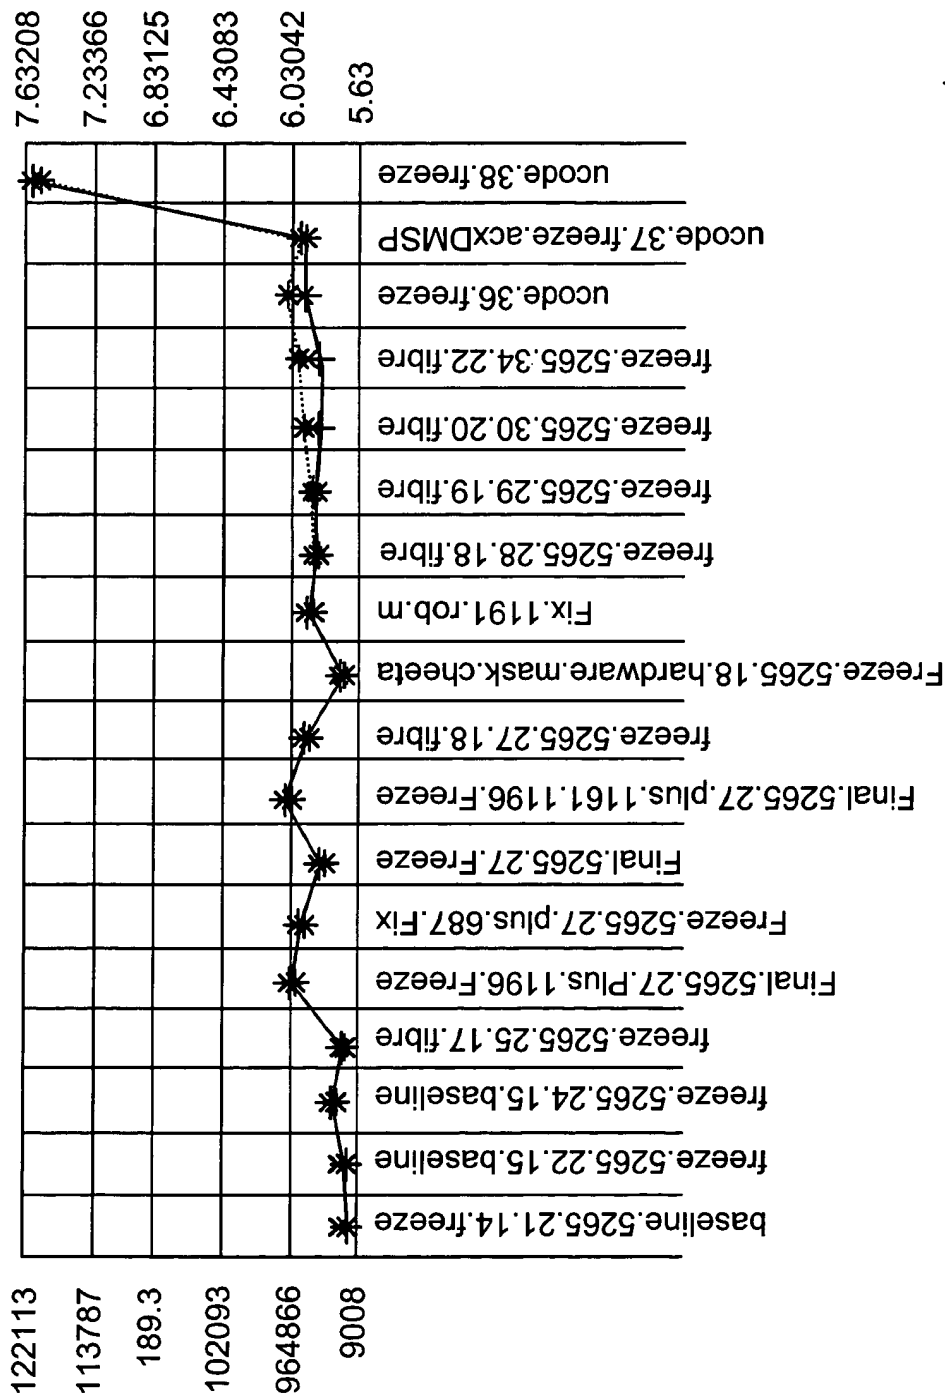 7.63208
7.23366
6.83125
6.43083
6.03042
5.63
ucode.38.freeze
ucode.37.freeze.acxDMSP
ucode.36.freeze
freeze.5265.34.22.fibre
freeze.5265.30.20.fibre
freeze.5265.29.19.fibre
freeze.5265.28.18.fibre
Fix.1191.rob.m
Freeze.5265.18.hardware.mask.cheeta
freeze.5265.27.18.fibre
Final.5265.27.plus.1161.1196.Freeze
Final.5265.27.Freeze
Freeze.5265.27.plus.687.Fix
Final.5265.27.Plus.1196.Freeze
freeze.5265.25.17.fibre
freeze.5265.24.15.baseline
freeze.5265.22.15.baseline
baseline.5265.21.14.freeze
122113
113787
189.3
102093
964866
9008